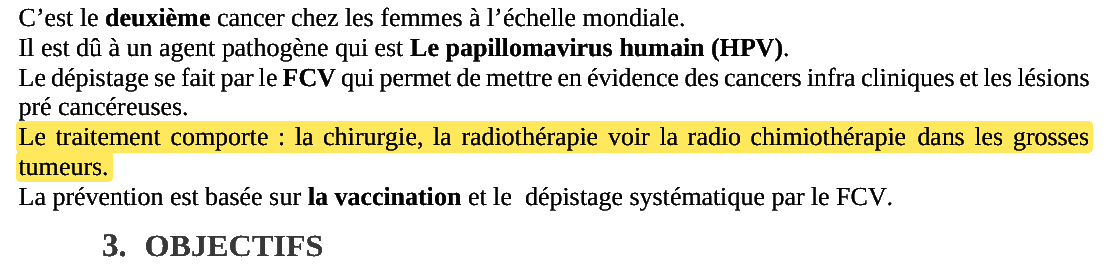 C’est le deuxième cancer chez les femmes à l’échelle mondiale.
Il est dû à un agent pathogène qui est Le papillomavirus humain (HPV).
Le dépistage se fait par le FCV qui permet de mettre en évidence des cancers infra cliniques et les lésions
pré cancéreuses.
Le traitement comporte : la chirurgie, la radiothérapie voir la radio chimiothérapie dans les grosses
tumeurs.
La prévention est basée sur la vaccination et le  dépistage systématique par le FCV.
3. OBJECTIFS